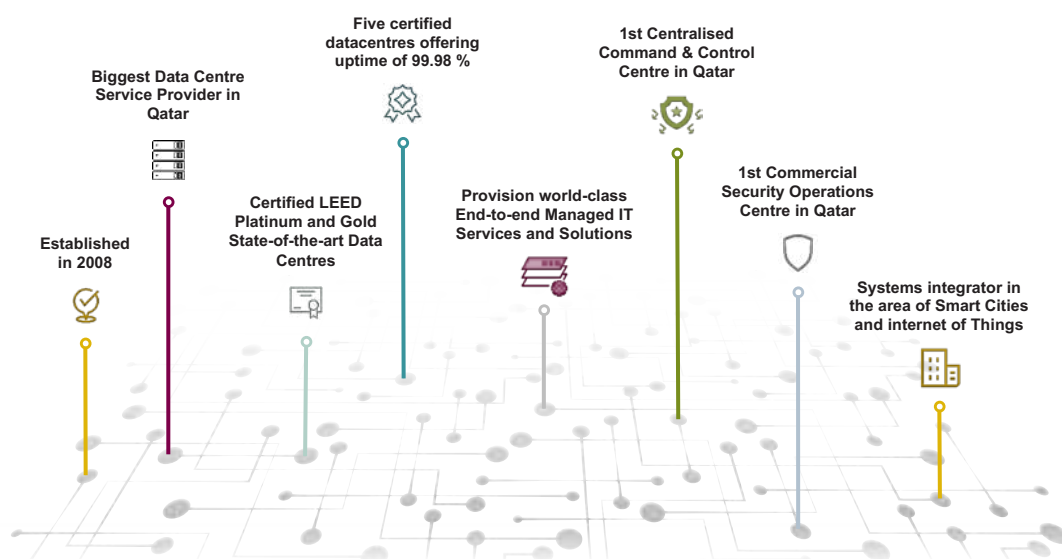 Established
in 2008
Biggest Data Centre
Service Provider in
Qatar
Certified LEED
Platinum and Gold
State-of-the-art Data
Centres
Five certified
datacentres offering
uptime of 99.98 %
Provision world-class
End-to-end Managed IT
Services and Solutions
1st Centralised
Command & Control
Centre in Qatar
1st Commercial
Security Operations
Centre in Qatar
Systems integrator in
the area of Smart Cities
and internet of Things